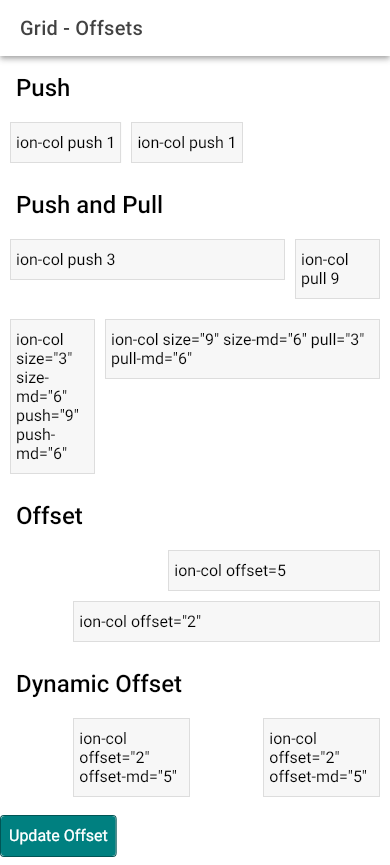 Grid - Offsets
Push
ion-col push 1
ion-col push 1
Push and Pull
ion-col push 3
ion-col
pull 9
ion-col
size="3"
size-
md="6"
push="9"
push-
md="6"
ion-col size="9" size-md="6" pull="3"
pull-md="6"
Offset
ion-col offset=5
ion-col offset="2"
Dynamic Offset
ion-col
offset="2"
offset-md="5"
ion-col
offset="2"
offset-md="5"
Update Offset